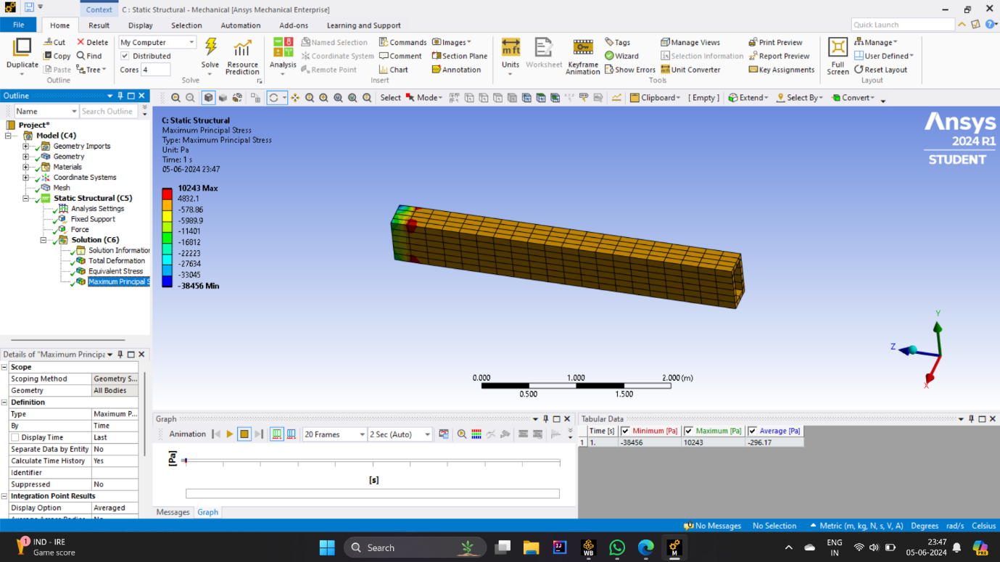 Context
C : Static Structural - Mechanical [Ansys Mechanical Enterprise]
File
Home
Result
Display
Selection
Automation
Add-ons
Learning and Support
Quick Launch
Duplicate
Cut
Copy
Paste
Delete
Find
Tree
Outline
My Computer
Distributed
Cores 4
Solve
Resource Prediction
Solve
Analysis
Named Selection
Coordinate System
Remote Point
Commands
Comment
Chart
Images
Section Plane
Annotation
Insert
mft
Units
Worksheet
Keyframe Animation
Tags
Wizard
Show Errors
Manage Views
Selection Information
Unit Converter
Print Preview
Report Preview
Key Assignments
Tools
Full Screen
Manage
User Defined
Reset Layout
Layout
Outline
Select
Mode
Clipboard
[ Empty ]
Extend
Select By
Convert
Name
Search Outline
Project*
Model (C4)
Geometry Imports
Geometry
Materials
Coordinate Systems
Mesh
Static Structural (C5)
Analysis Settings
Fixed Support
Force
Solution (C6)
Solution Information
Total Deformation
Equivalent Stress
Maximum Principal S
C: Static Structural
Maximum Principal Stress
Type: Maximum Principal Stress
Unit: Pa
Time: 1 s
05-06-2024 23:47
10243 Max
4832.1
-578.86
-5989.9
-11401
-16812
-22223
-27634
-33045
-38456 Min
Ansys
2024 R1
STUDENT
Y
Z
X
0.000
1.000
2.000 (m)
0.500
1.500
Details of "Maximum Principa
Scope
Scoping Method Geometry S...
Geometry All Bodies
Definition
Type Maximum P...
By Time
Display Time Last
Separate Data by Entity No
Calculate Time History Yes
Identifier
Suppressed No
Integration Point Results
Display Option Averaged
Graph
Animation
20 Frames
2 Sec (Auto)
[Pa]
[s]
Messages
Graph
Tabular Data
Time [s] Minimum [Pa] Maximum [Pa] Average [Pa]
1 1. -38456 10243 -296.17
No Messages
No Selection
Metric (m, kg, N, s, V, A)
Degrees
rad/s
Celsius
1
IND - IRE
Game score
Search
IJ
WB
M
ENG
IN
23:47
05-06-2024
PRE